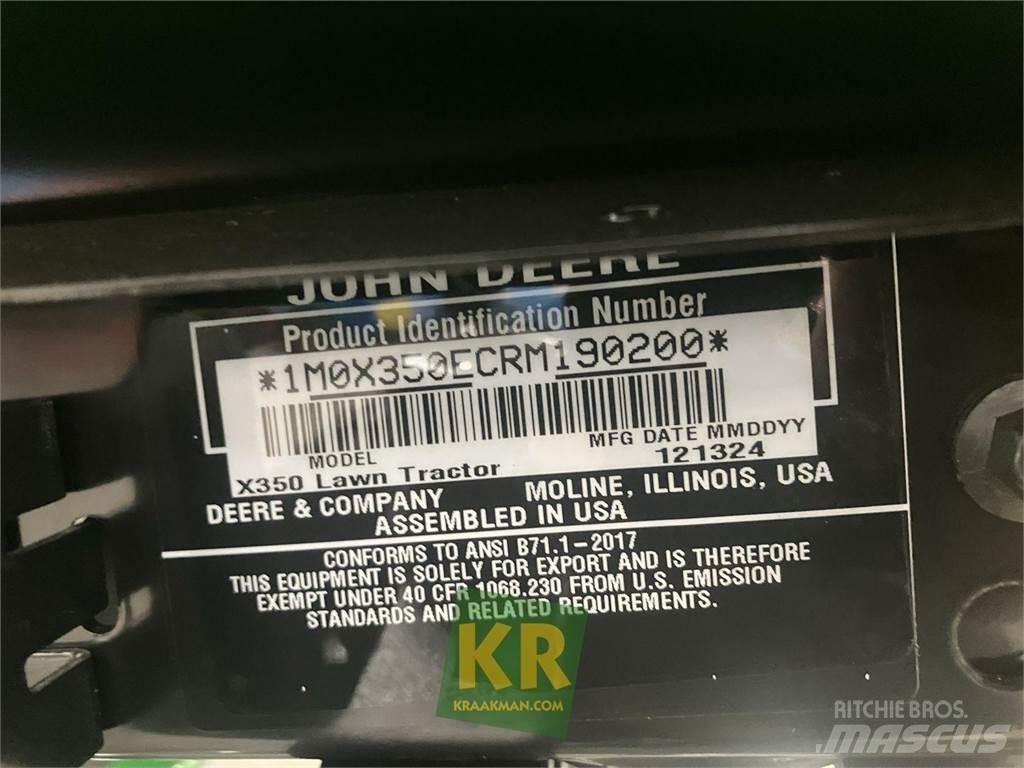 JOHN DEERE
Product Identification Number
*1M0X350ECRM190200*
MODEL MFG DATE MMDDYY
X350 Lawn Tractor 121324
DEERE & COMPANY MOLINE, ILLINOIS, USA
ASSEMBLED IN USA
CONFORMS TO ANSI B71.1-2017
THIS EQUIPMENT IS SOLELY FOR EXPORT AND IS THEREFORE
EXEMPT UNDER 40 CFR 1068.230 FROM U.S. EMISSION
STANDARDS AND RELATED REQUIREMENTS.
KR
KRAAKMAN.COM
RITCHIE BROS.
MASCUS